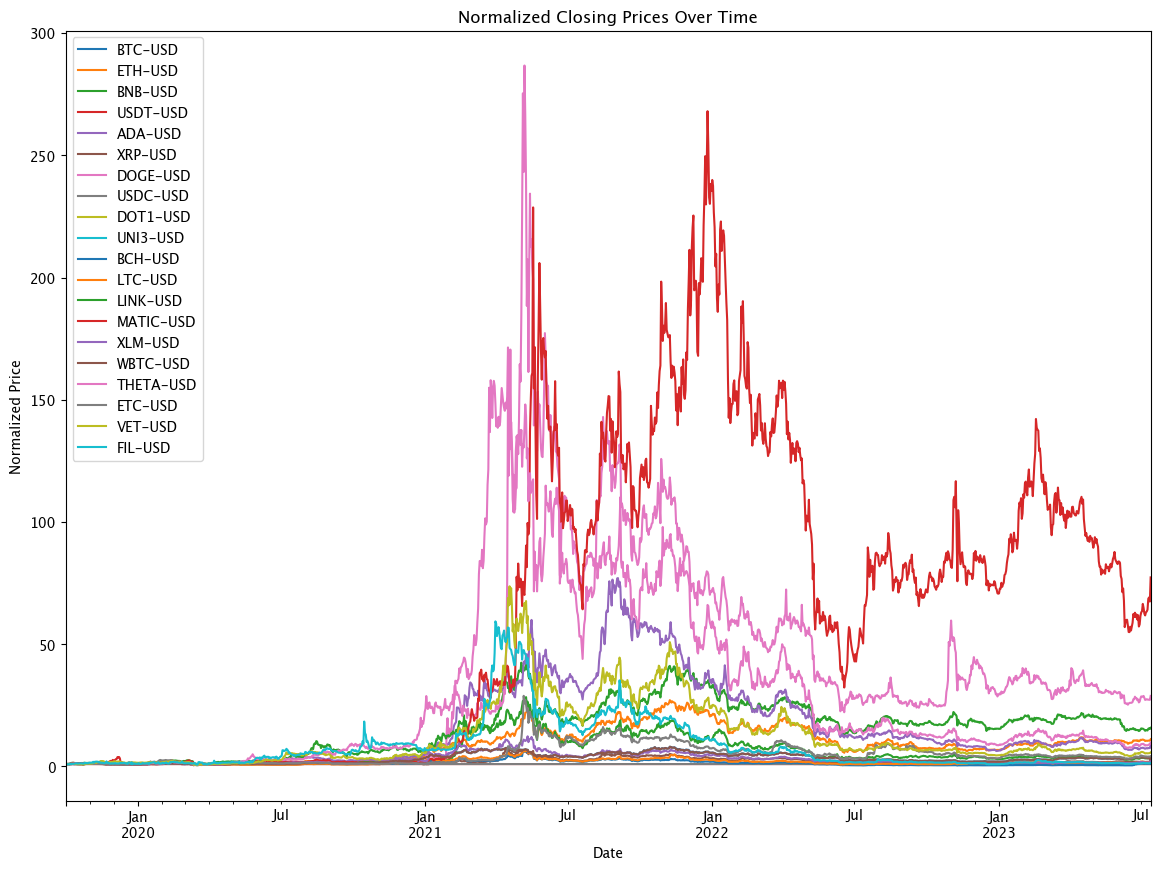 Normalized Closing Prices Over Time
300
250
200
150
100
50
0
Normalized Price
BTC-USD
ETH-USD
BNB-USD
USDT-USD
ADA-USD
XRP-USD
DOGE-USD
USDC-USD
DOT1-USD
UNI3-USD
BCH-USD
LTC-USD
LINK-USD
MATIC-USD
XLM-USD
WBTC-USD
THETA-USD
ETC-USD
VET-USD
FIL-USD
Jan Jul Jan Jul Jan Jul Jan Jul
2020 2021 2022 2023
Date